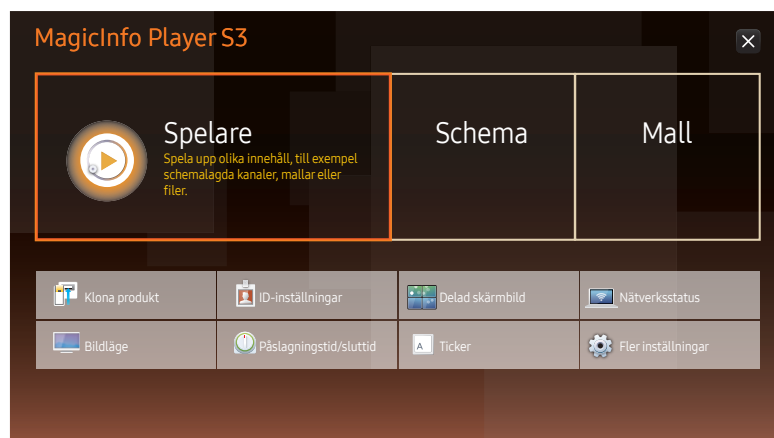 MagicInfo Player S3
Spelare
Spela upp olika innehåll, till exempel
schemalagda kanaler, mallar eller
filer.
Schema
Mall
Klona produkt
ID-inställningar
Delad skärmbild
Nätverksstatus
Bildläge
Påslagningstid/sluttid
A
Ticker
Fler inställningar